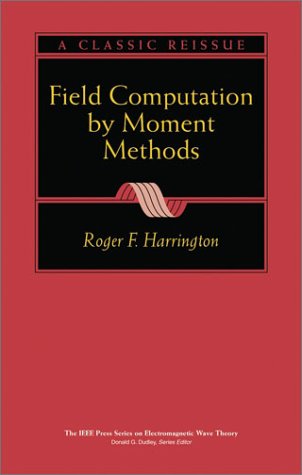 A CLASSIC REISSUE
Field Computation
by Moment
Methods
Roger F. Harrington
The IEEE Press Series on Electromagnetic Wave Theory
Donald G. Dudley, Series Editor